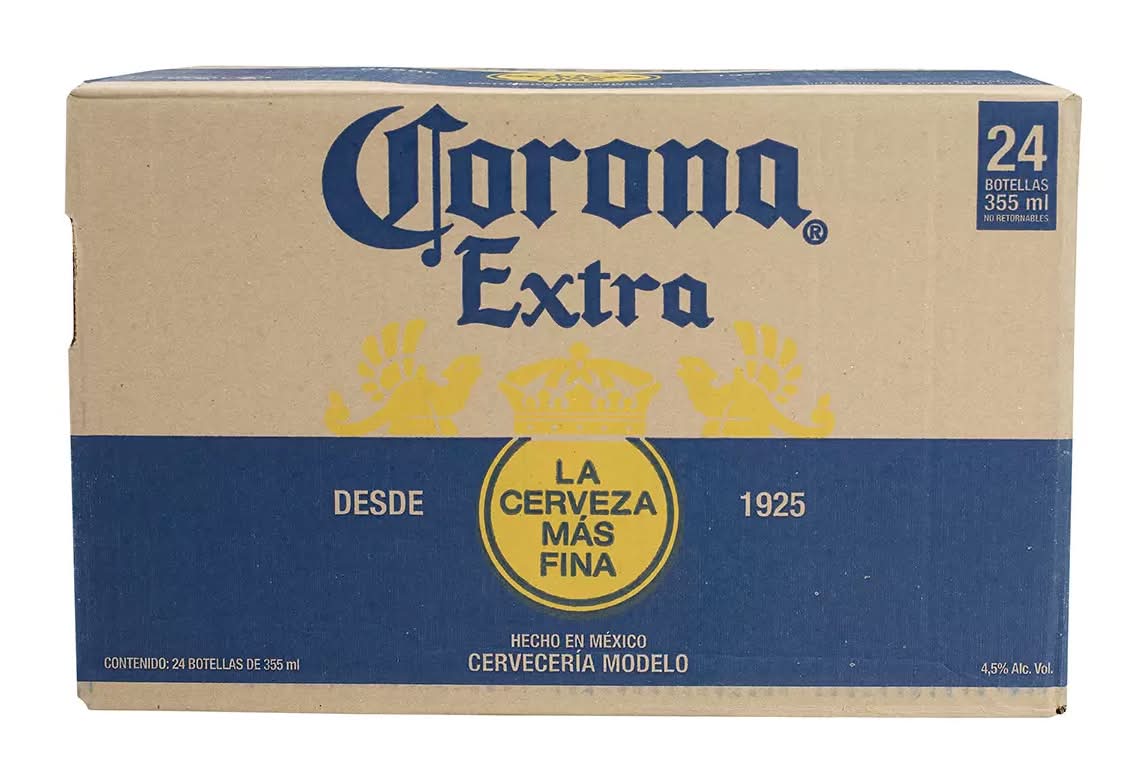 DESDE
Corona
Extra
®
24
BOTELLAS
355 ml
NO RETORNABLES
LA
CERVEZA
MÁS
FINA
DESDE
1925
HECHO EN MÉXICO
CERVECERÍA MODELO
CONTENIDO: 24 BOTELLAS DE 355 ml
4,5% Alc. Vol.